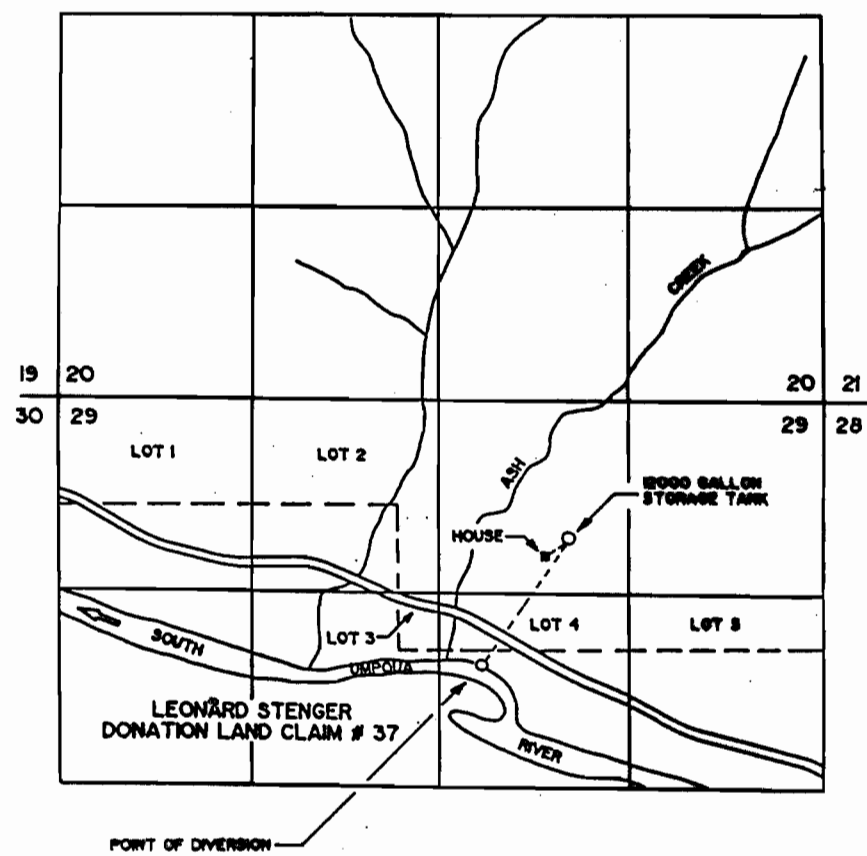 CREEK
19 20
20 21
30 29
29 28
LOT 1
LOT 2
ASH
12000 GALLON
STORAGE TANK
HOUSE
LOT 3
LOT 4
LOT 5
SOUTH
UMPQUA
LEONARD STENGER
DONATION LAND CLAIM # 37
RIVER
POINT OF DIVERSION